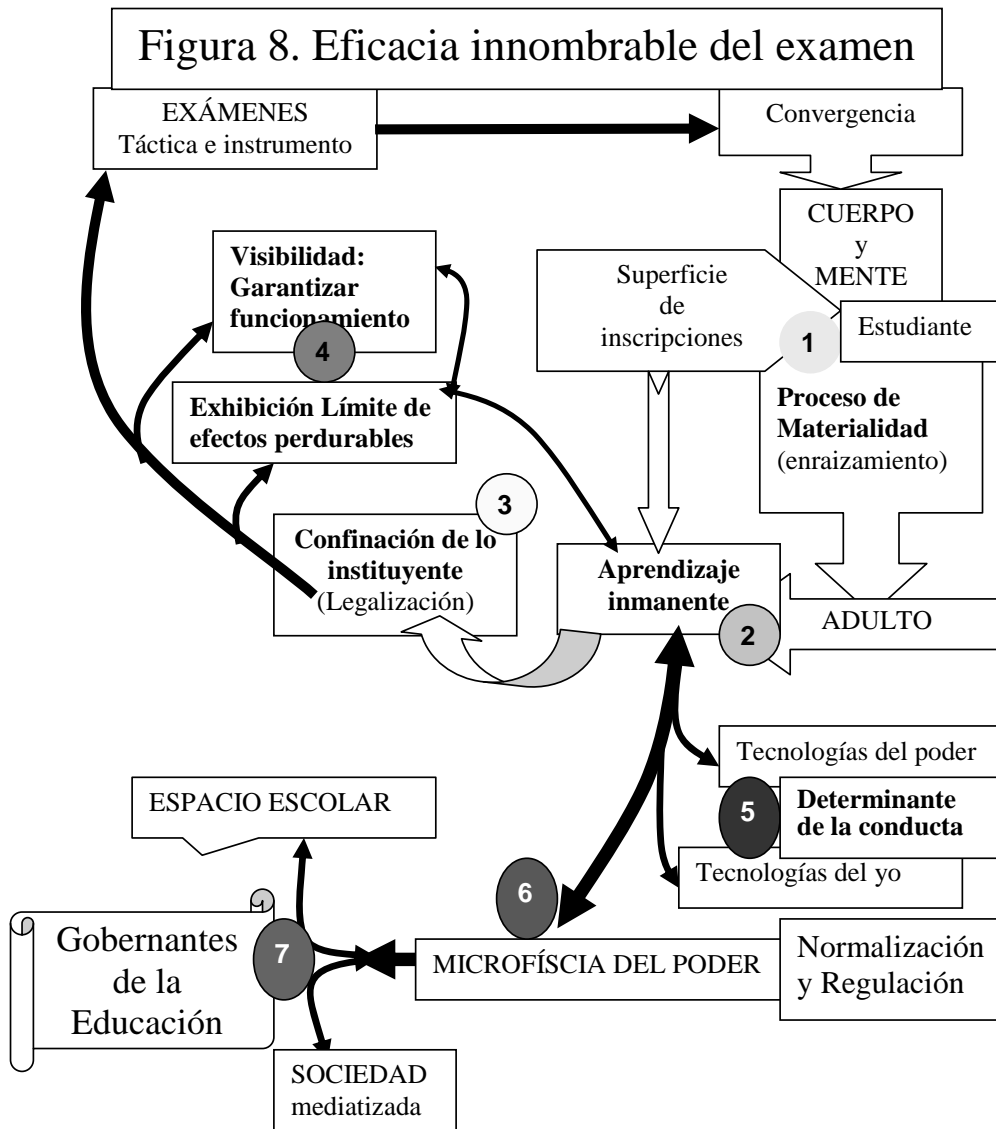 Figura 8. Eficacia innombrable del examen
EXÁMENES
Táctica e instrumento
Convergencia
CUERPO
y
MENTE
Visibilidad:
Garantizar
funcionamiento
4
Superficie
de
inscripciones
1
Estudiante
Exhibición Límite de
efectos perdurables
Proceso de
Materialidad
(enraizamiento)
3
Confinación de lo
instituyente
(Legalización)
Aprendizaje
inmanente
2
ADULTO
Tecnologías del poder
5
Determinante
de la conducta
Tecnologías del yo
ESPACIO ESCOLAR
6
Gobernantes
de la
Educación
7
MICROFÍSCIA DEL PODER
Normalización
y Regulación
SOCIEDAD
mediatizada